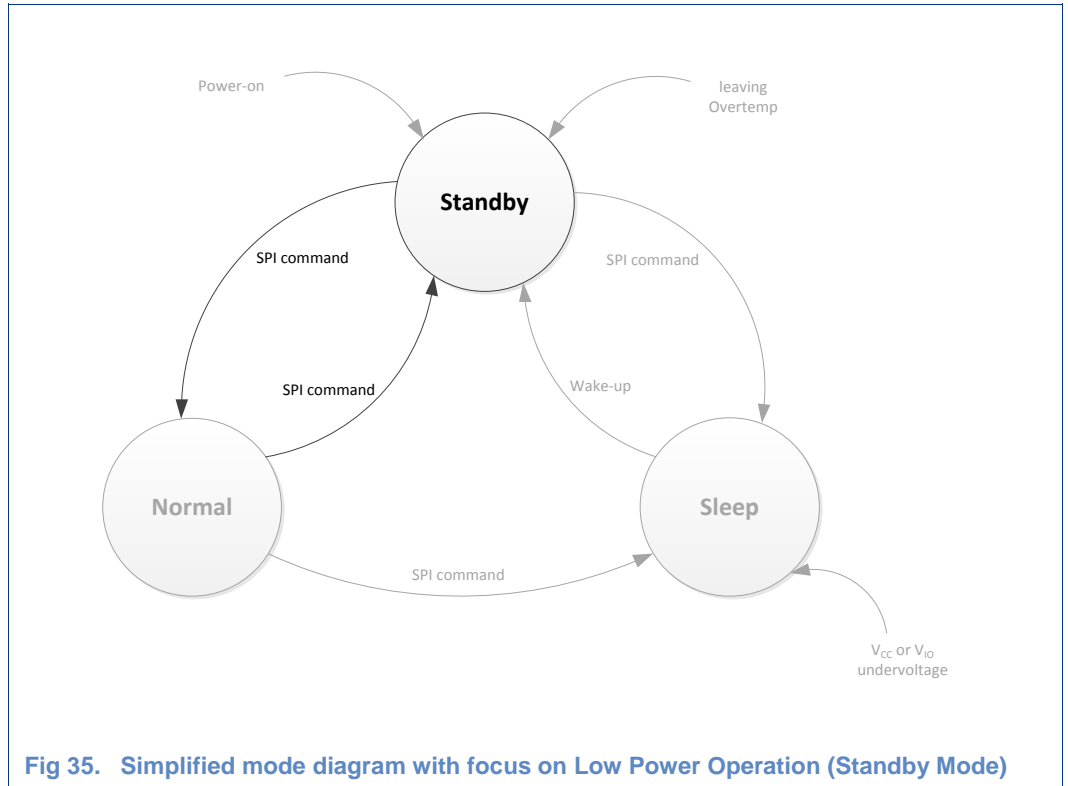 Power-on
leaving
Overtemp
Standby
SPI command
SPI command
SPI command
Wake-up
Normal
Sleep
SPI command
VCC or VIO
undervoltage
Fig 35. Simplified mode diagram with focus on Low Power Operation (Standby Mode)